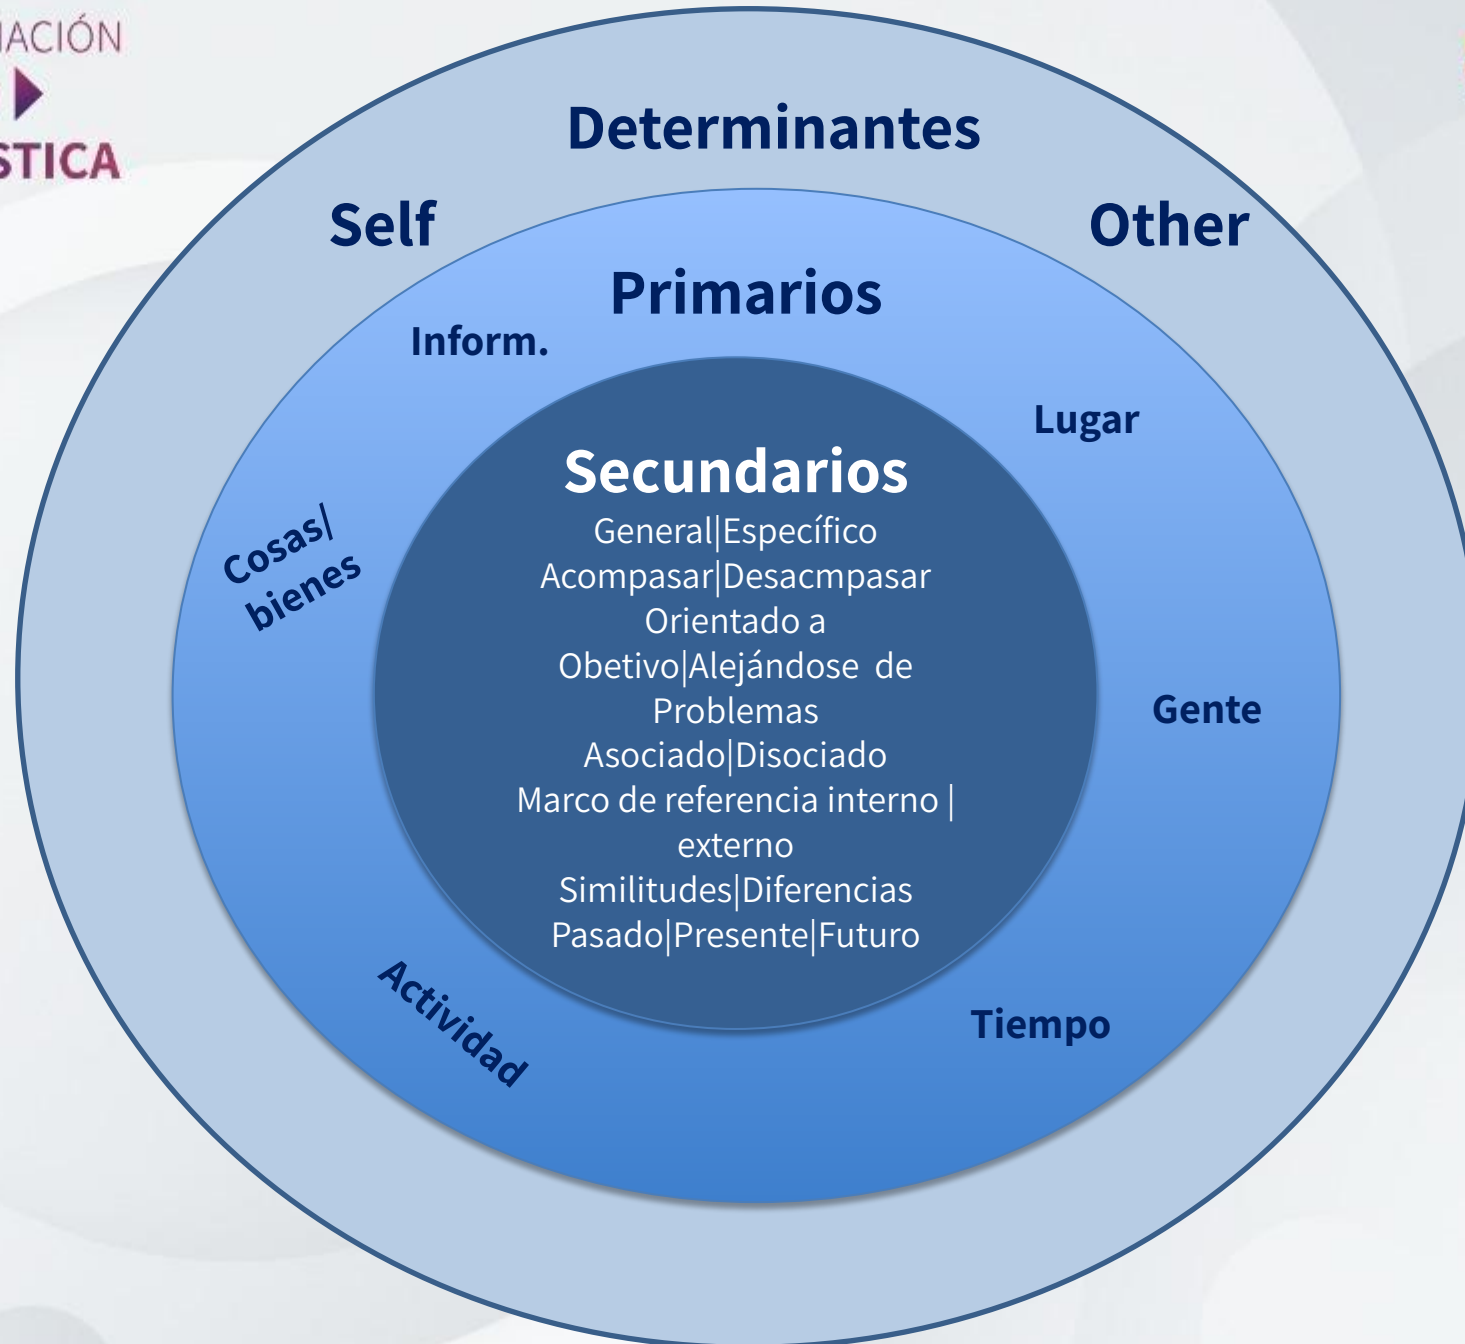 MACIÓN
STICA
Determinantes
Self
Other
Primarios
Inform.
Lugar
Cosas/
bienes
Secundarios
General|Específico
Acompasar|Desacmpasar
Orientado a
Obetivo|Alejándose de
Problemas
Asociado|Disociado
Marco de referencia interno |
externo
Similitudes|Diferencias
Pasado|Presente|Futuro
Gente
Actividad
Tiempo